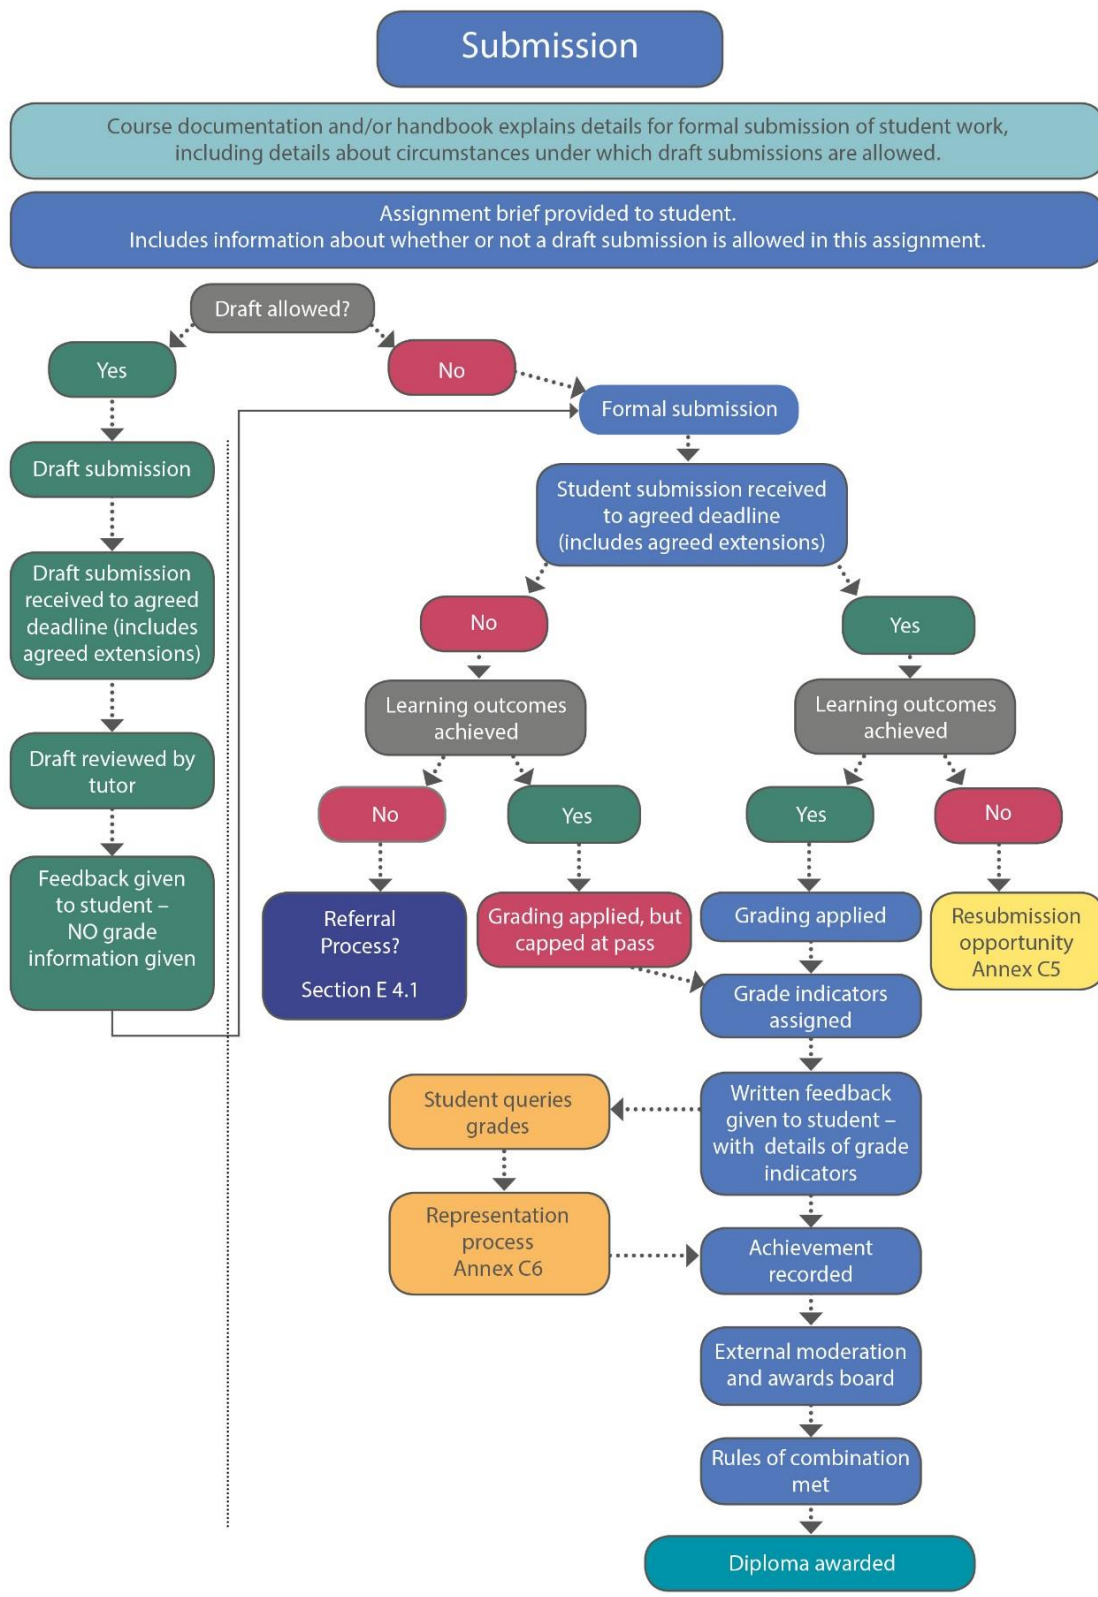 Submission
Course documentation and/or handbook explains details for formal submission of student work,
including details about circumstances under which draft submissions are allowed.
Assignment brief provided to student.
Includes information about whether or not a draft submission is allowed in this assignment.
Draft allowed?
Yes
No
Draft submission
Draft submission
received to agreed
deadline (includes
agreed extensions)
Draft reviewed by
tutor
Feedback given
to student –
NO grade
information given
Formal submission
Student submission received
to agreed deadline
(includes agreed extensions)
No
Yes
Learning outcomes
achieved
Learning outcomes
achieved
No
Yes
Yes
No
Referral
Process?
Section E 4.1
Grading applied, but
capped at pass
Grading applied
Resubmission
opportunity
Annex C5
Grade indicators
assigned
Written feedback
given to student –
with details of grade
indicators
Student queries
grades
Representation
process
Annex C6
Achievement
recorded
External moderation
and awards board
Rules of combination
met
Diploma awarded